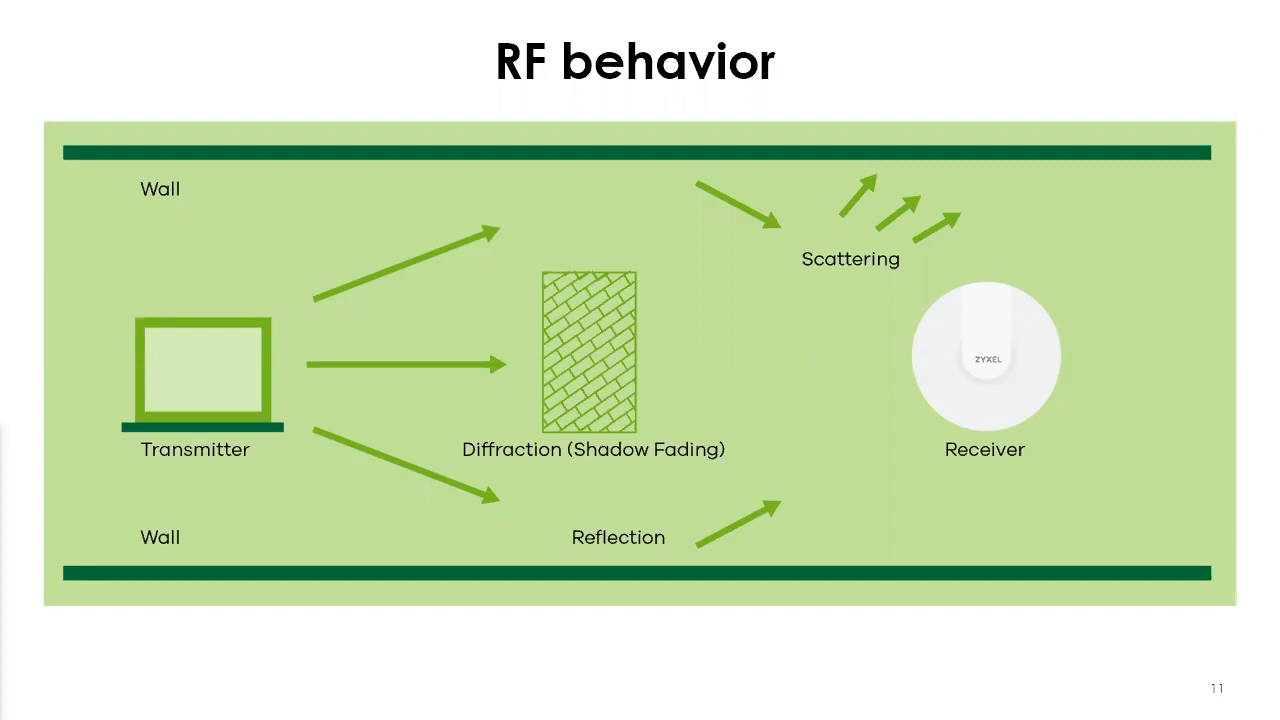 RF behavior
Wall
Scattering
ZYXEL
Transmitter
Diffraction (Shadow Fading)
Receiver
Wall
Reflection
11